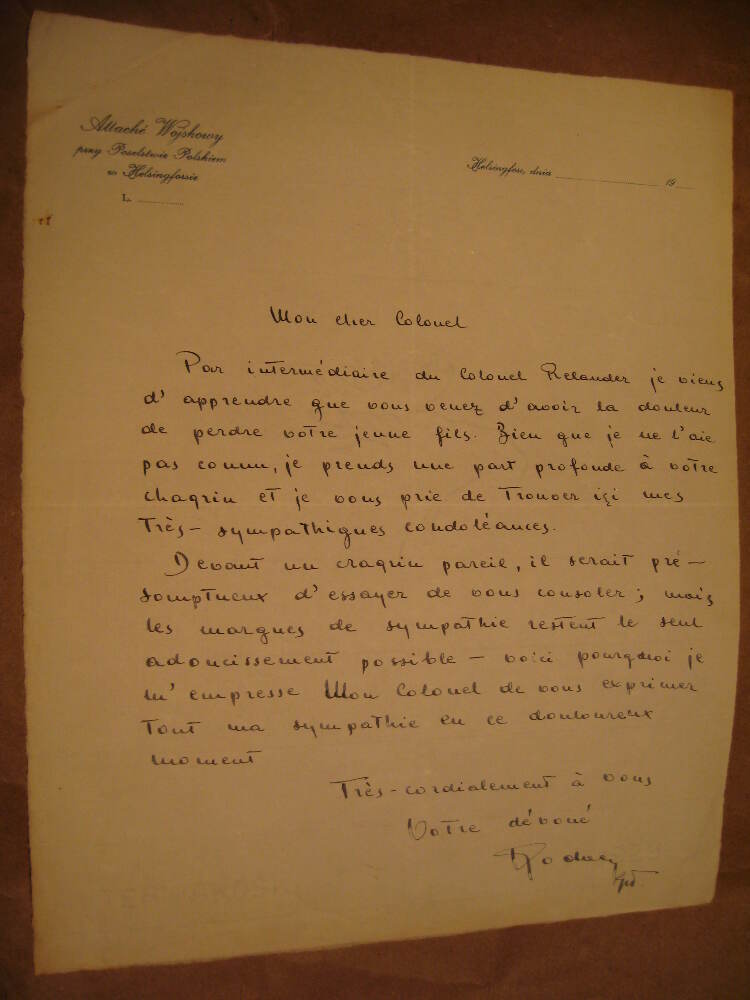 Attaché Wojskowy
przy Poselstwie Polskiem
w Helsingforsie
L.
Helsingfors, dnia 19
Mon cher Colonel
Par intermédiaire du Colonel Relander je viens
d'apprendre que vous venez d'avoir la douleur
de perdre votre jeune fils. Bien que je ne l'aie
pas connu, je prends une part profonde à votre
chagrin et je vous prie de trouver içi mes
très-sympathiques condoléances.
Devant un cragrin pareil, il serait pré-
somptueux d'essayer de vous consoler; mais
les marques de sympathie restent le seul
adoucissement possible - voici pourquoi je
m'empresse Mon Colonel de vous exprimer
tout ma sympathie en ce douloureux
moment
Très-cordialement à vous
Votre dévoué